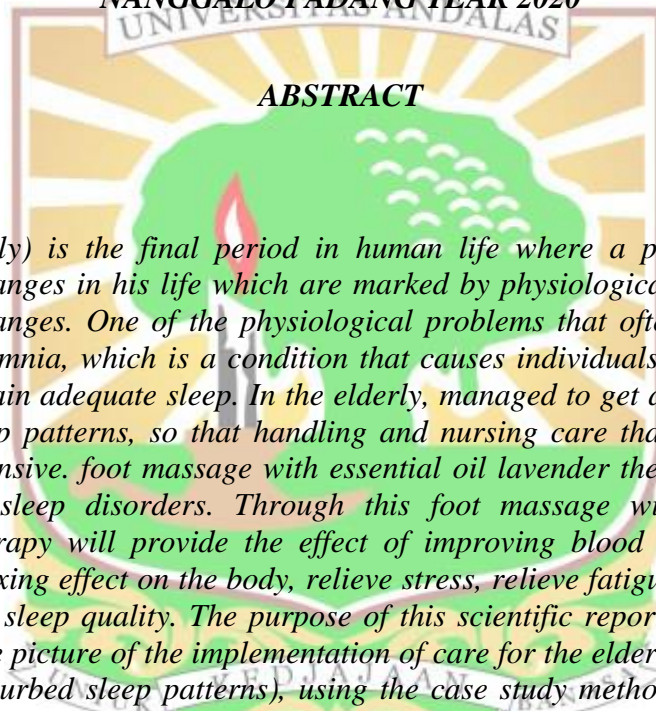 NANGGALO PADANG YEAR 2020
UNIVERSITAS ANDALAS
ABSTRACT
ly) is the final period in human life where a p
anges in his life which are marked by physiologica
anges. One of the physiological problems that oft
mnia, which is a condition that causes individuals
in adequate sleep. In the elderly, managed to get a
p patterns, so that handling and nursing care tha
nsive. foot massage with essential oil lavender the
sleep disorders. Through this foot massage w
rapy will provide the effect of improving blood
xing effect on the body, relieve stress, relieve fatigu
sleep quality. The purpose of this scientific repor
e picture of the implementation of care for the elder
urbed sleep patterns), using the case study metho
KEDJAJAAN BANGS